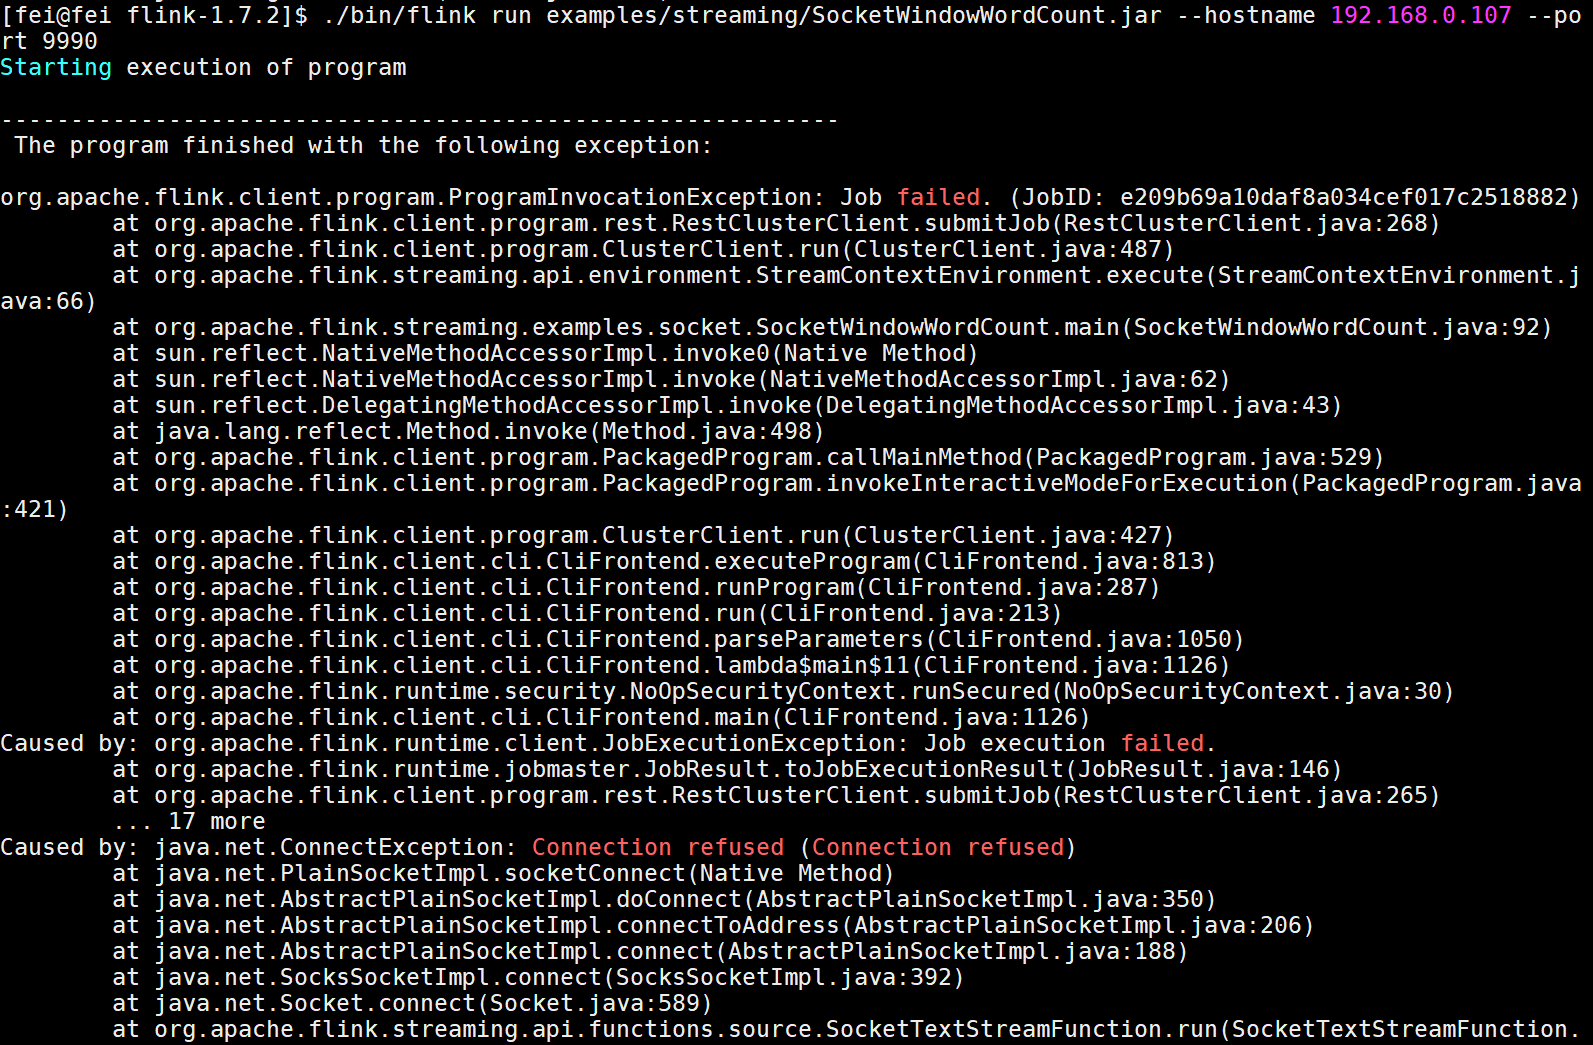 [fei@fei flink-1.7.2]$ ./bin/flink run examples/streaming/SocketWindowWordCount.jar --hostname 192.168.0.107 --po
rt 9990
Starting execution of program
------------------------------------------------------------
The program finished with the following exception:
org.apache.flink.client.program.ProgramInvocationException: Job failed. (JobID: e209b69a10daf8a034cef017c2518882)
at org.apache.flink.client.program.rest.RestClusterClient.submitJob(RestClusterClient.java:268)
at org.apache.flink.client.program.ClusterClient.run(ClusterClient.java:487)
at org.apache.flink.streaming.api.environment.StreamContextEnvironment.execute(StreamContextEnvironment.j
ava:66)
at org.apache.flink.streaming.examples.socket.SocketWindowWordCount.main(SocketWindowWordCount.java:92)
at sun.reflect.NativeMethodAccessorImpl.invoke0(Native Method)
at sun.reflect.NativeMethodAccessorImpl.invoke(NativeMethodAccessorImpl.java:62)
at sun.reflect.DelegatingMethodAccessorImpl.invoke(DelegatingMethodAccessorImpl.java:43)
at java.lang.reflect.Method.invoke(Method.java:498)
at org.apache.flink.client.program.PackagedProgram.callMainMethod(PackagedProgram.java:529)
at org.apache.flink.client.program.PackagedProgram.invokeInteractiveModeForExecution(PackagedProgram.java
:421)
at org.apache.flink.client.program.ClusterClient.run(ClusterClient.java:427)
at org.apache.flink.client.cli.CliFrontend.executeProgram(CliFrontend.java:813)
at org.apache.flink.client.cli.CliFrontend.runProgram(CliFrontend.java:287)
at org.apache.flink.client.cli.CliFrontend.run(CliFrontend.java:213)
at org.apache.flink.client.cli.CliFrontend.parseParameters(CliFrontend.java:1050)
at org.apache.flink.client.cli.CliFrontend.lambda$main$11(CliFrontend.java:1126)
at org.apache.flink.runtime.security.NoOpSecurityContext.runSecured(NoOpSecurityContext.java:30)
at org.apache.flink.client.cli.CliFrontend.main(CliFrontend.java:1126)
Caused by: org.apache.flink.runtime.client.JobExecutionException: Job execution failed.
at org.apache.flink.runtime.jobmaster.JobResult.toJobExecutionResult(JobResult.java:146)
at org.apache.flink.client.program.rest.RestClusterClient.submitJob(RestClusterClient.java:265)
... 17 more
Caused by: java.net.ConnectException: Connection refused (Connection refused)
at java.net.PlainSocketImpl.socketConnect(Native Method)
at java.net.AbstractPlainSocketImpl.doConnect(AbstractPlainSocketImpl.java:350)
at java.net.AbstractPlainSocketImpl.connectToAddress(AbstractPlainSocketImpl.java:206)
at java.net.AbstractPlainSocketImpl.connect(AbstractPlainSocketImpl.java:188)
at java.net.SocksSocketImpl.connect(SocksSocketImpl.java:392)
at java.net.Socket.connect(Socket.java:589)
at org.apache.flink.streaming.api.functions.source.SocketTextStreamFunction.run(SocketTextStreamFunction.